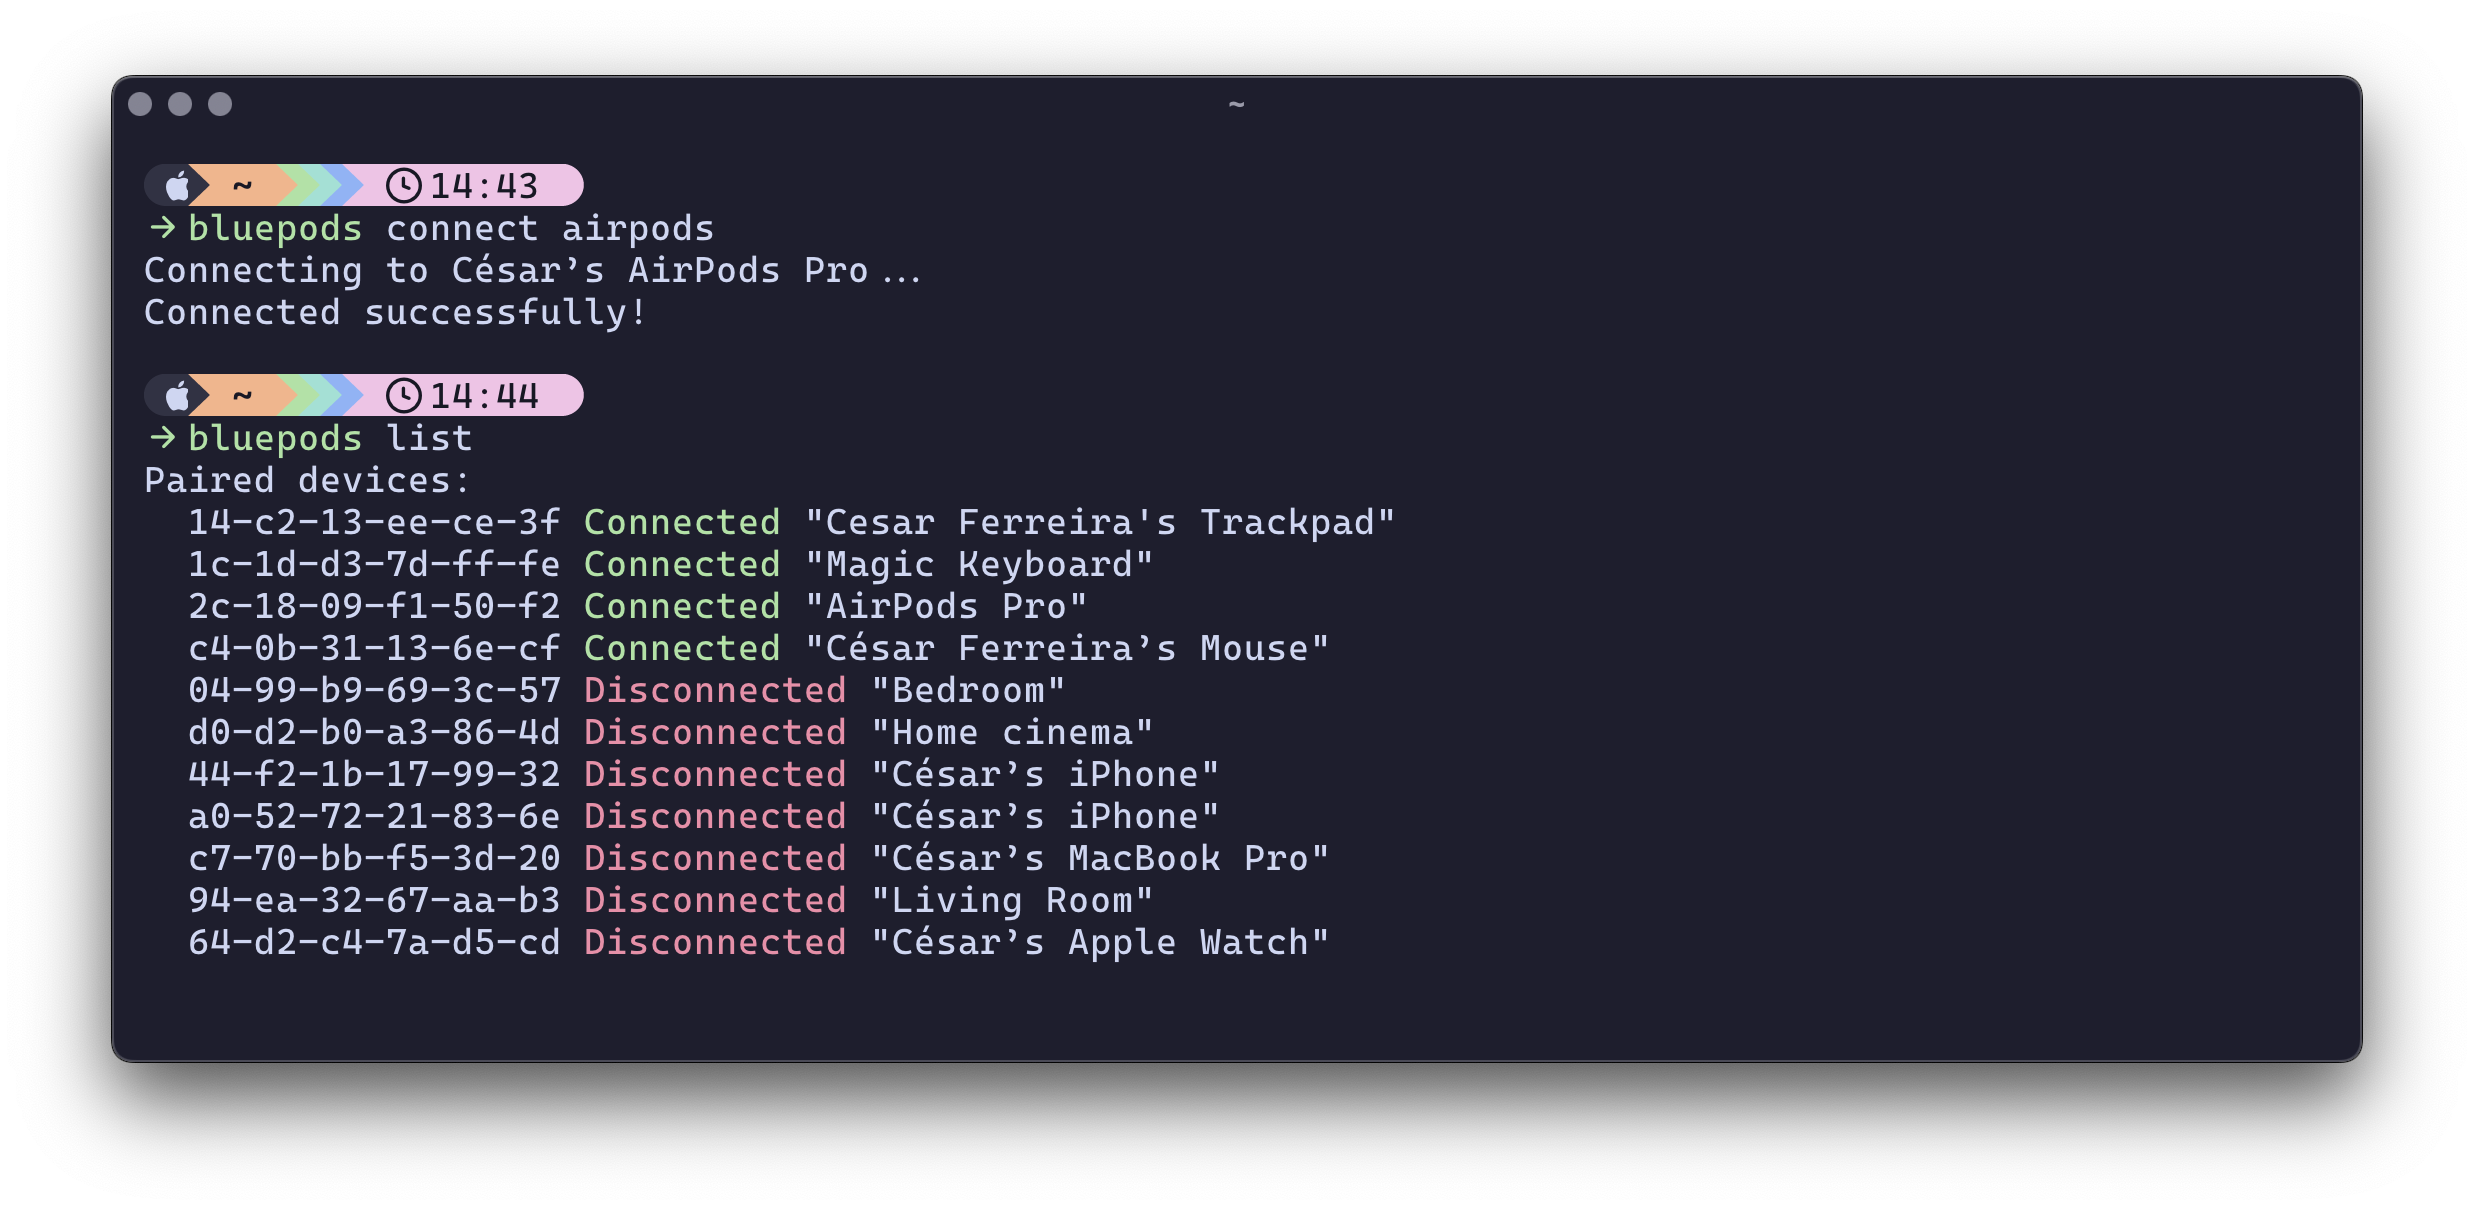 ~
~ 14:43
→ bluepods connect airpods
Connecting to César’s AirPods Pro...
Connected successfully!
~ 14:44
→ bluepods list
Paired devices:
14-c2-13-ee-ce-3f Connected "Cesar Ferreira's Trackpad"
1c-1d-d3-7d-ff-fe Connected "Magic Keyboard"
2c-18-09-f1-50-f2 Connected "AirPods Pro"
c4-0b-31-13-6e-cf Connected "César Ferreira’s Mouse"
04-99-b9-69-3c-57 Disconnected "Bedroom"
d0-d2-b0-a3-86-4d Disconnected "Home cinema"
44-f2-1b-17-99-32 Disconnected "César’s iPhone"
a0-52-72-21-83-6e Disconnected "César’s iPhone"
c7-70-bb-f5-3d-20 Disconnected "César’s MacBook Pro"
94-ea-32-67-aa-b3 Disconnected "Living Room"
64-d2-c4-7a-d5-cd Disconnected "César’s Apple Watch"